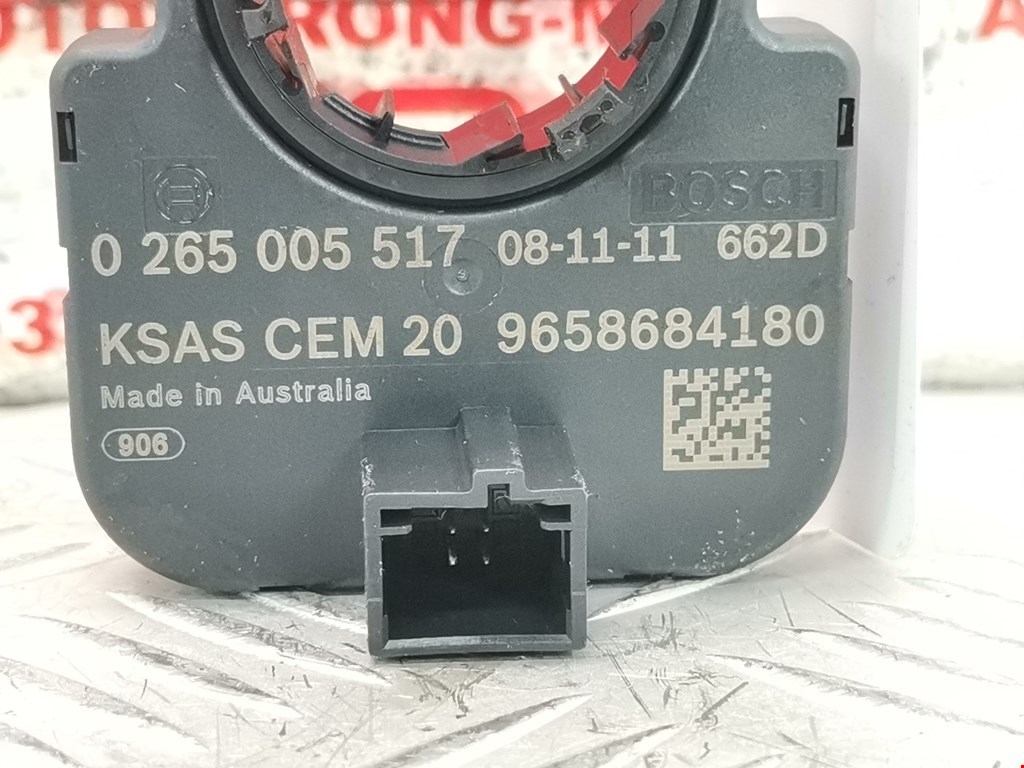 BOSCH
0 265 005 517 08-11-11 662D
KSAS CEM 20 9658684180
Made in Australia
906